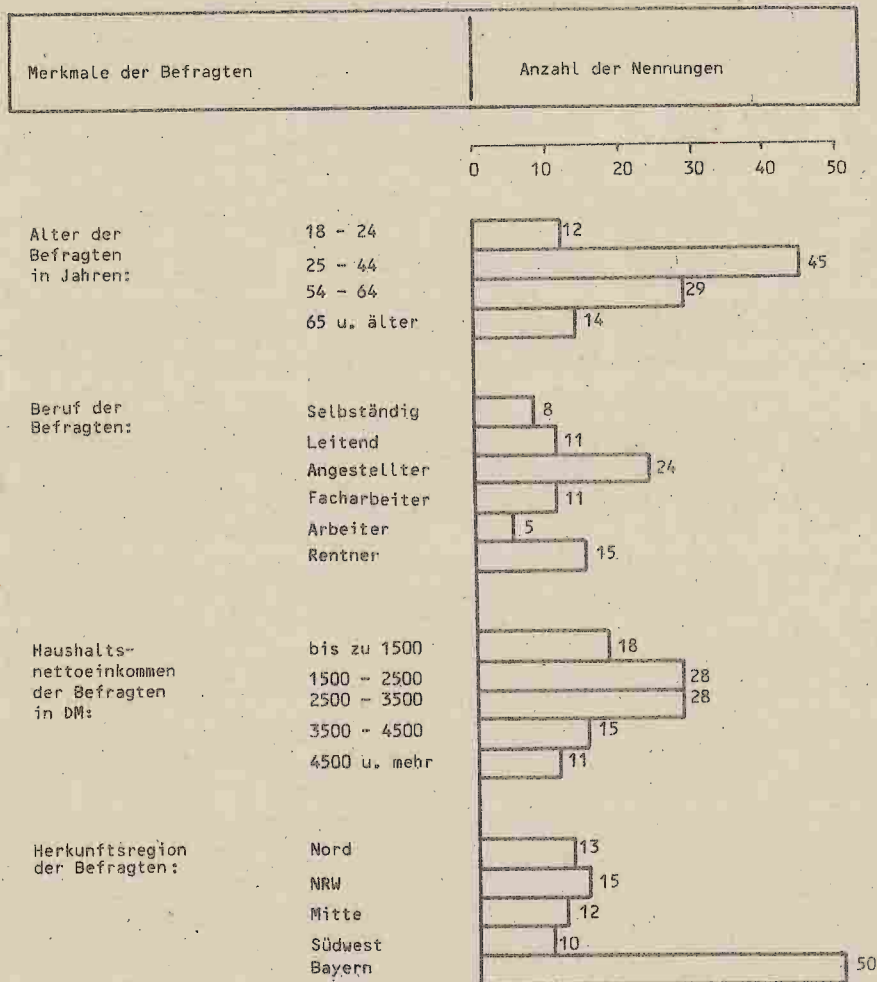 Merkmale der Befragten Anzahl der Nennungen
0 10 20 30 40 50
Alter der
Befragten
in Jahren:
18 - 24 12
25 - 44 45
54 - 64 29
65 u. älter 14
Beruf der
Befragten:
Selbständig 8
Leitend 11
Angestellter 24
Facharbeiter 11
Arbeiter 5
Rentner 15
Haushalts-
nettoeinkommen
der Befragten
in DM:
bis zu 1500 18
1500 - 2500 28
2500 - 3500 28
3500 - 4500 15
4500 u. mehr 11
Herkunftsregion
der Befragten:
Nord 13
NRW 15
Mitte 12
Südwest 10
Bayern 50